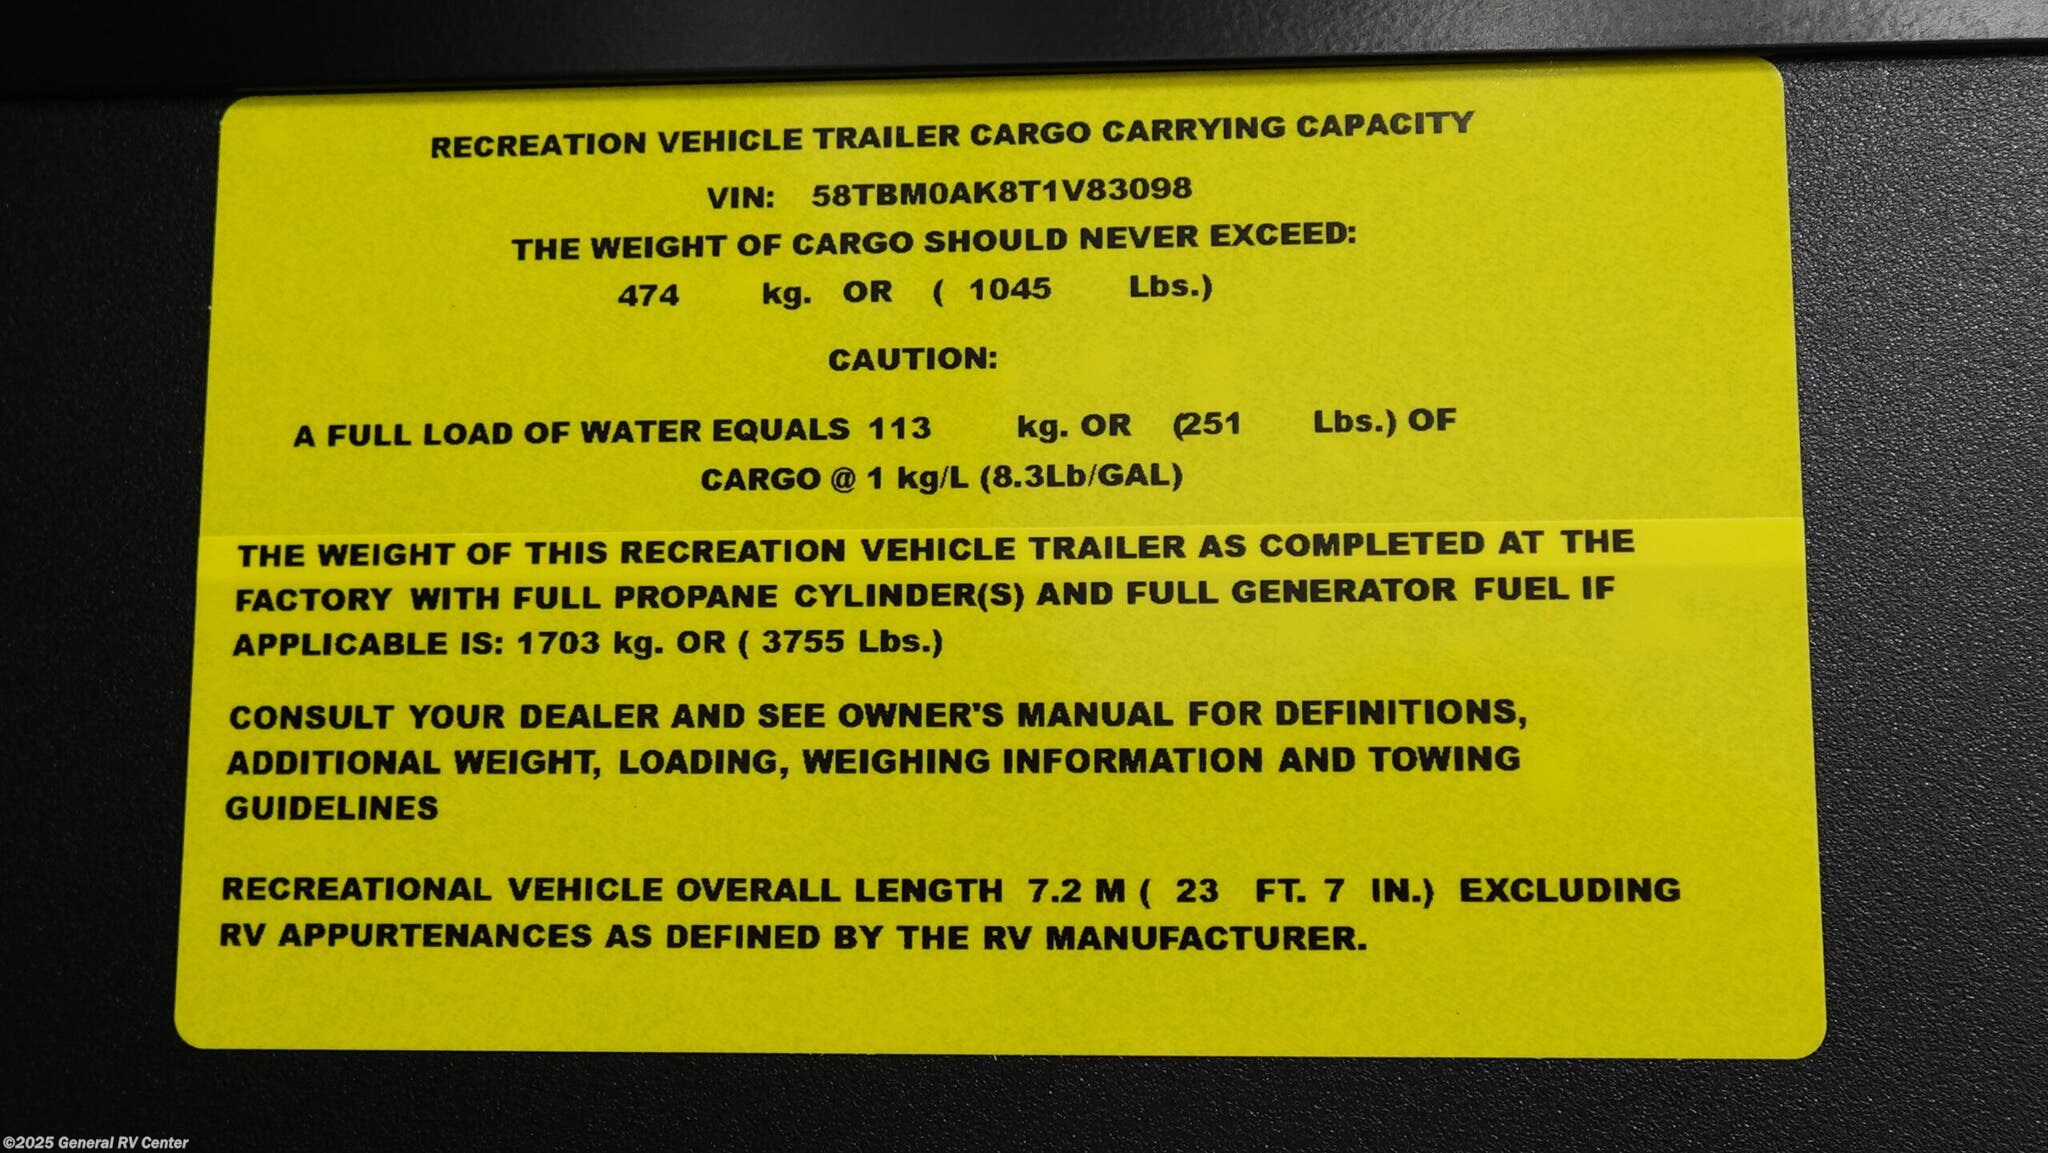 RECREATION VEHICLE TRAILER CARGO CARRYING CAPACITY
VIN: 58TBM0AK8T1V83098
THE WEIGHT OF CARGO SHOULD NEVER EXCEED:
474 kg. OR ( 1045 Lbs.)
CAUTION:
A FULL LOAD OF WATER EQUALS 113 kg. OR (251 Lbs.) OF
CARGO @ 1 kg/L (8.3Lb/GAL)
THE WEIGHT OF THIS RECREATION VEHICLE TRAILER AS COMPLETED AT THE
FACTORY WITH FULL PROPANE CYLINDER(S) AND FULL GENERATOR FUEL IF
APPLICABLE IS: 1703 kg. OR ( 3755 Lbs.)
CONSULT YOUR DEALER AND SEE OWNER'S MANUAL FOR DEFINITIONS,
ADDITIONAL WEIGHT, LOADING, WEIGHING INFORMATION AND TOWING
GUIDELINES
RECREATIONAL VEHICLE OVERALL LENGTH 7.2 M ( 23 FT. 7 IN.) EXCLUDING
RV APPURTENANCES AS DEFINED BY THE RV MANUFACTURER.
©2025 General RV Center